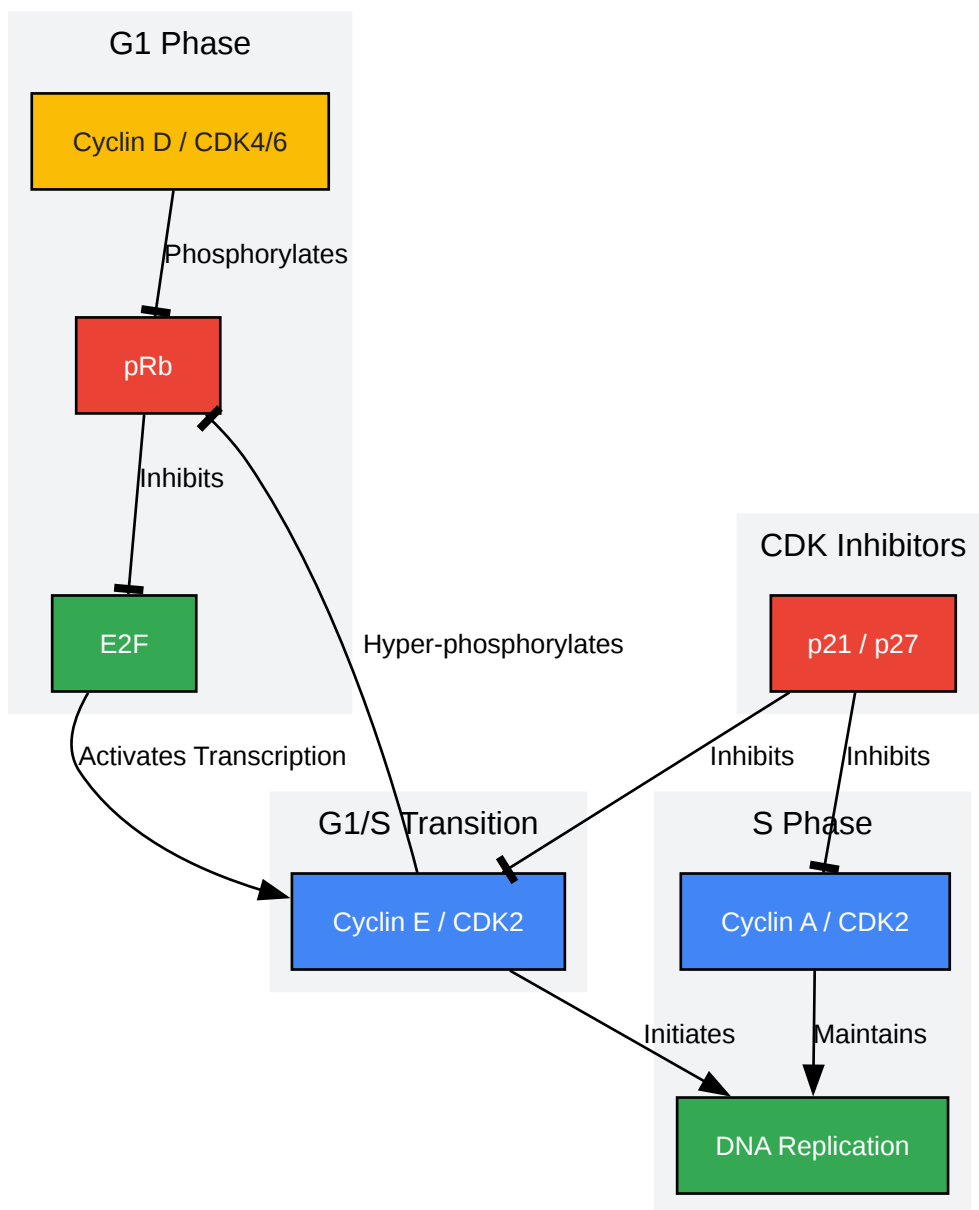 G1 Phase
Cyclin D / CDK4/6
Phosphorylates
pRb
Inhibits
CDK Inhibitors
E2F
Hyper-phosphorylates
p21 / p27
Activates Transcription
Inhibits
Inhibits
G1/S Transition
S Phase
Cyclin E / CDK2
Cyclin A / CDK2
Initiates
Maintains
DNA Replication